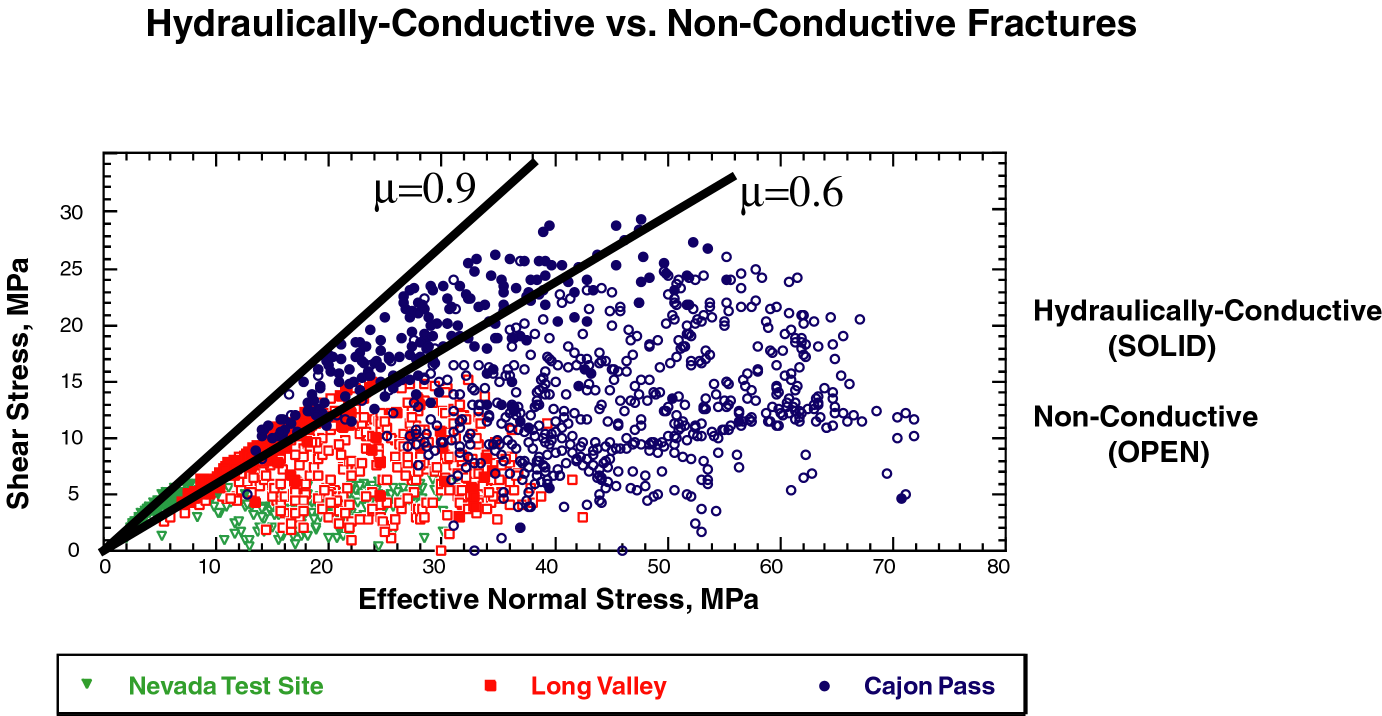 Hydraulically-Conductive vs. Non-Conductive Fractures
μ=0.9
μ=0.6
30
25
20
15
10
5
0
Shear Stress, MPa
0 10 20 30 40 50 60 70 80
Effective Normal Stress, MPa
Hydraulically-Conductive
(SOLID)
Non-Conductive
(OPEN)
Nevada Test Site Long Valley Cajon Pass